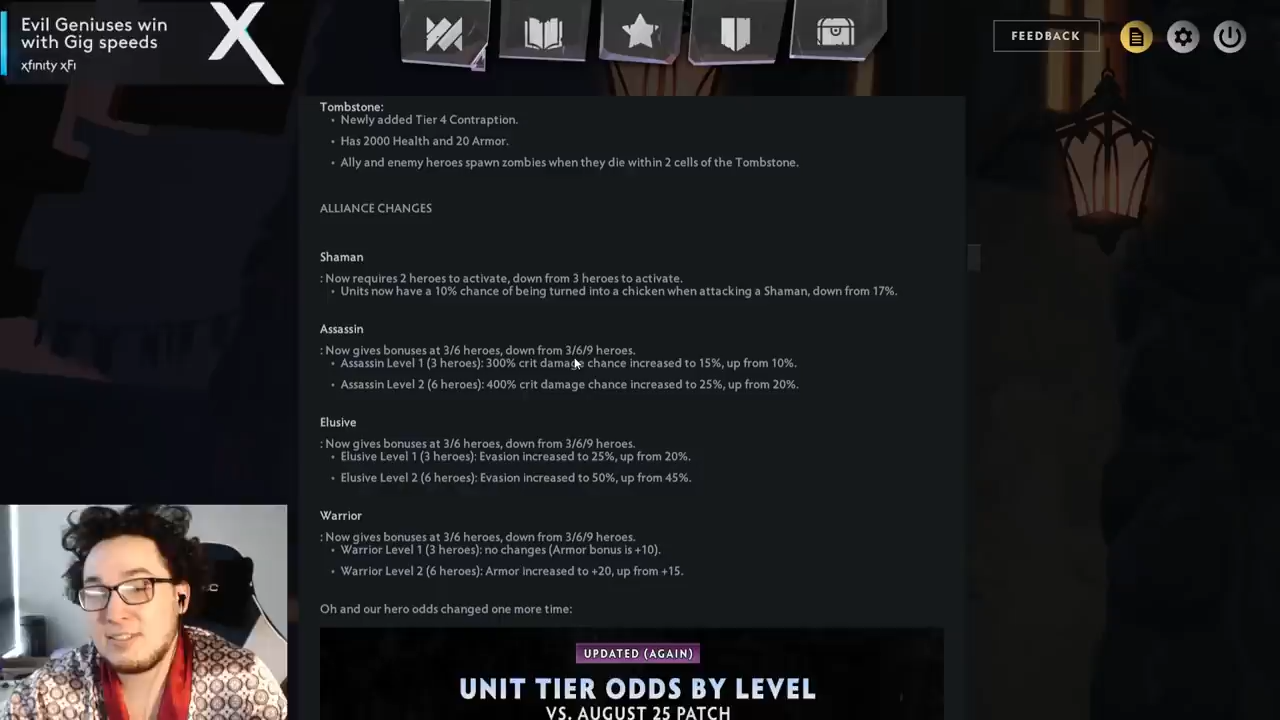 Evil Geniuses win
with Gig speeds
xfinity xFi
X
FEEDBACK
Tombstone:
• Newly added Tier 4 Contraption.
• Has 2000 Health and 20 Armor.
• Ally and enemy heroes spawn zombies when they die within 2 cells of the Tombstone.
ALLIANCE CHANGES
Shaman
: Now requires 2 heroes to activate, down from 3 heroes to activate.
• Units now have a 10% chance of being turned into a chicken when attacking a Shaman, down from 17%.
Assassin
: Now gives bonuses at 3/6 heroes, down from 3/6/9 heroes.
• Assassin Level 1 (3 heroes): 300% crit damage chance increased to 15%, up from 10%.
• Assassin Level 2 (6 heroes): 400% crit damage chance increased to 25%, up from 20%.
Elusive
: Now gives bonuses at 3/6 heroes, down from 3/6/9 heroes.
• Elusive Level 1 (3 heroes): Evasion increased to 25%, up from 20%.
• Elusive Level 2 (6 heroes): Evasion increased to 50%, up from 45%.
Warrior
: Now gives bonuses at 3/6 heroes, down from 3/6/9 heroes.
• Warrior Level 1 (3 heroes): no changes (Armor bonus is +10).
• Warrior Level 2 (6 heroes): Armor increased to +20, up from +15.
Oh and our hero odds changed one more time:
UPDATED (AGAIN)
UNIT TIER ODDS BY LEVEL
VS. AUGUST 25 PATCH